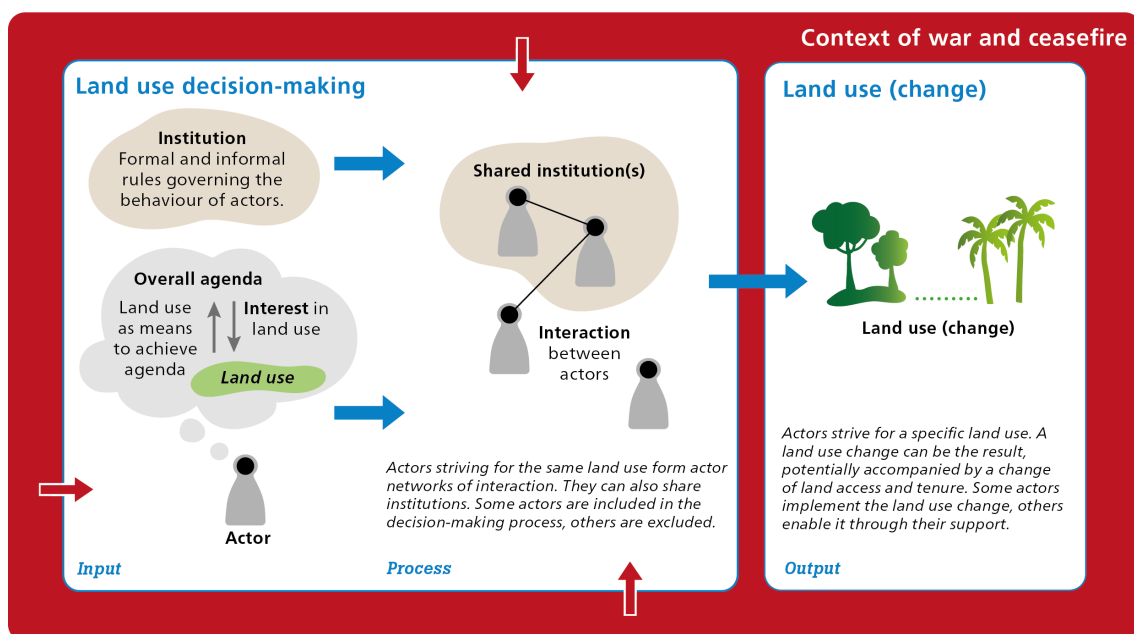 Context of war and ceasefire
Land use decision-making
Institution
Formal and informal
rules governing the
behaviour of actors.
Overall agenda
Land use
as means
to achieve
agenda
Interest in
land use
Land use
Actor
Input
Shared institution(s)
Interaction
between
actors
Actors striving for the same land use form actor
networks of interaction. They can also share
institutions. Some actors are included in the
decision-making process, others are excluded.
Process
Land use (change)
Land use (change)
Actors strive for a specific land use. A
land use change can be the result,
potentially accompanied by a change
of land access and tenure. Some actors
implement the land use change, others
enable it through their support.
Output